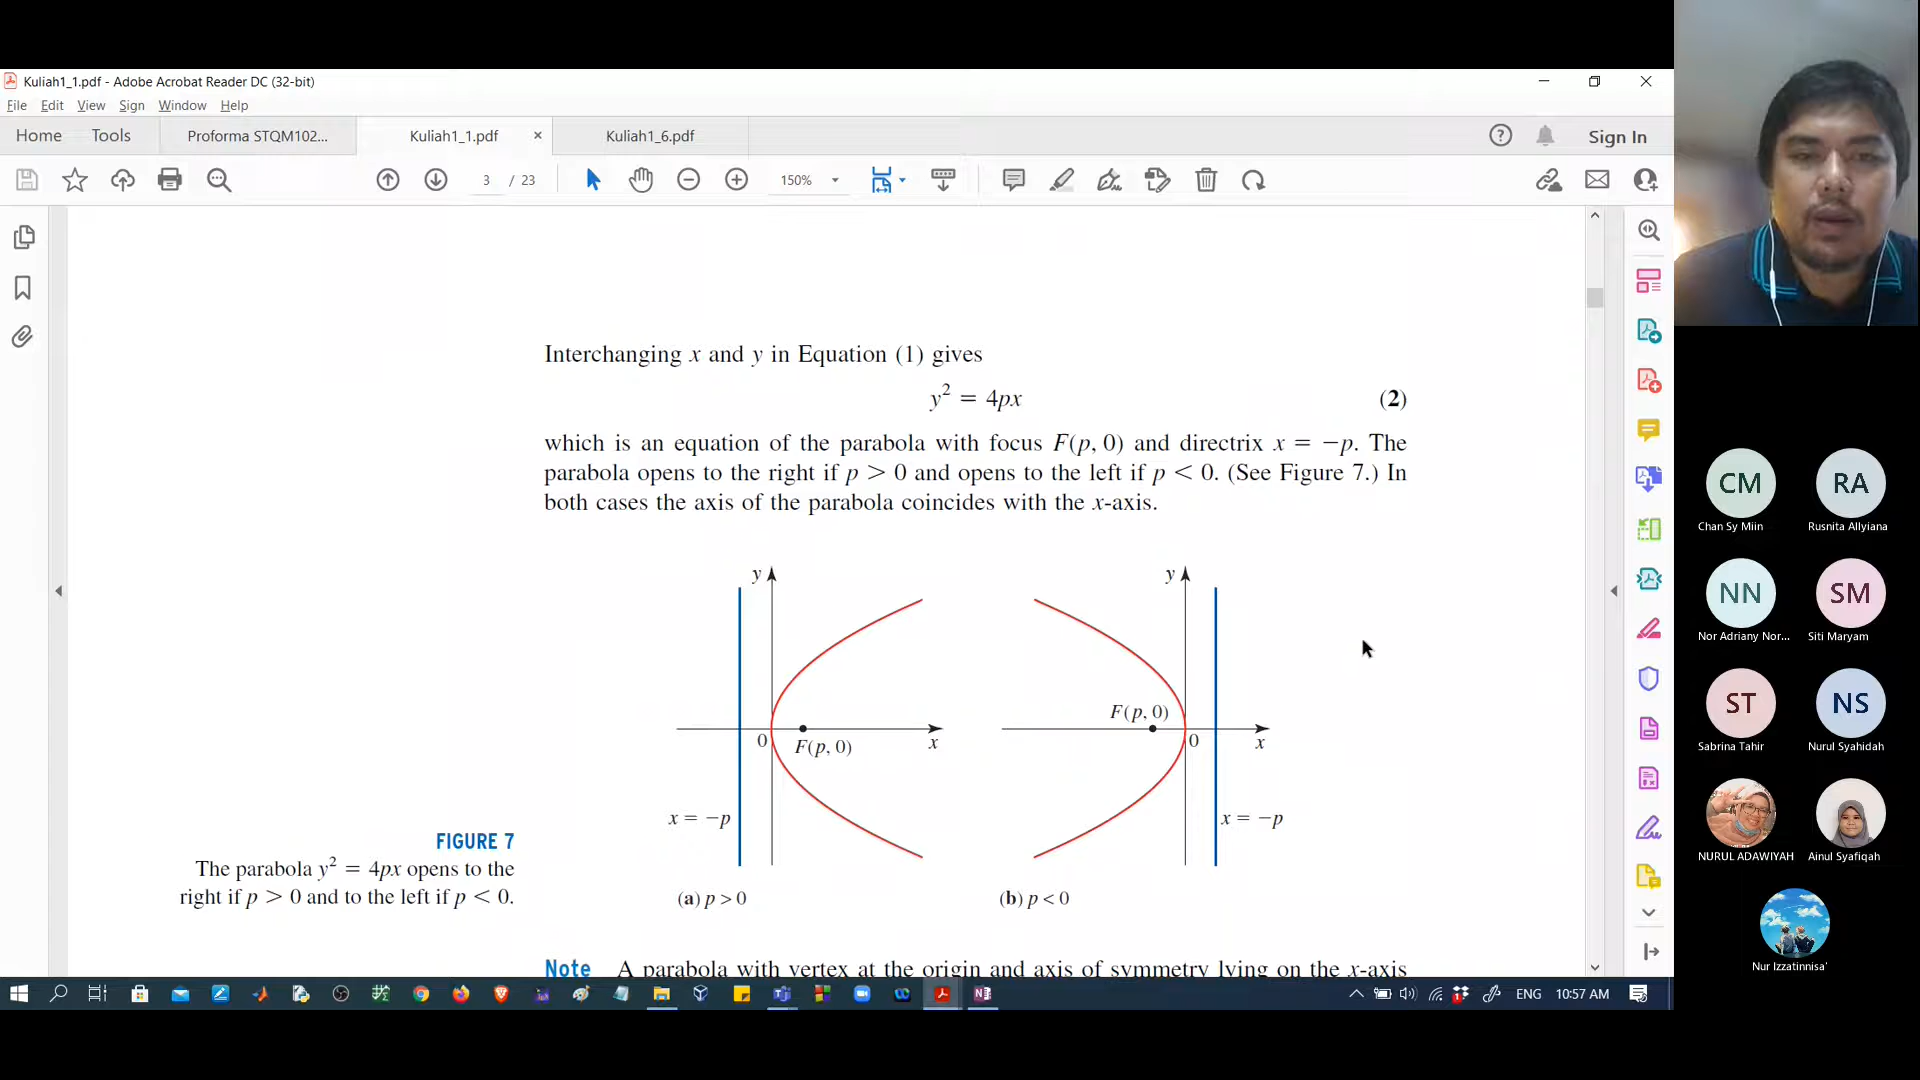 Kuliah1_1.pdf - Adobe Acrobat Reader DC (32-bit)
File Edit View Sign Window Help
Home Tools Proforma STQM102... Kuliah1_1.pdf × Kuliah1_6.pdf Sign In
3 / 23 150%
Interchanging x and y in Equation (1) gives
y² = 4px (2)
which is an equation of the parabola with focus F(p, 0) and directrix x = −p. The
parabola opens to the right if p > 0 and opens to the left if p < 0. (See Figure 7.) In
both cases the axis of the parabola coincides with the x-axis.
y y
F(p, 0)
0 F(p, 0) x 0 x
x = −p x = −p
(a) p > 0 (b) p < 0
FIGURE 7
The parabola y² = 4px opens to the
right if p > 0 and to the left if p < 0.
Note A parabola with vertex at the origin and axis of symmetry lying on the x-axis
ENG 10:57 AM
CM RA
Chan Sy Miin Rusnita Allyiana
NN SM
Nor Adriany Nor... Siti Maryam
ST NS
Sabrina Tahir Nurul Syahidah
NURUL ADAWIYAH Ainul Syafiqah
Nur Izzatinnisa'